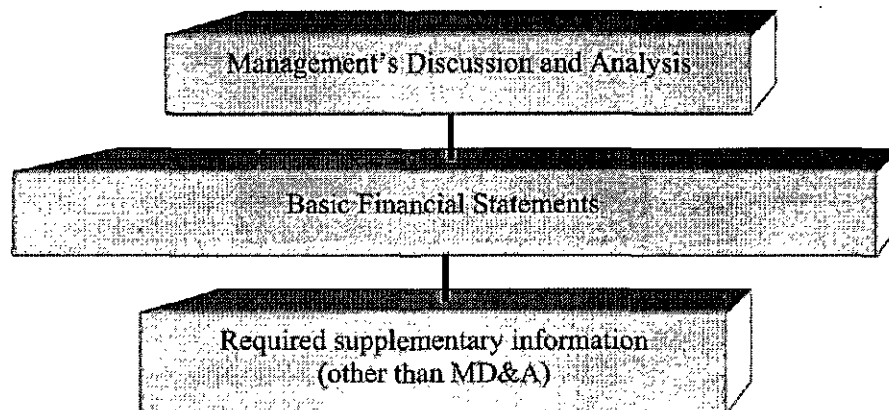 Management's Discussion and Analysis
Basic Financial Statements
Required supplementary information
(other than MD&A)